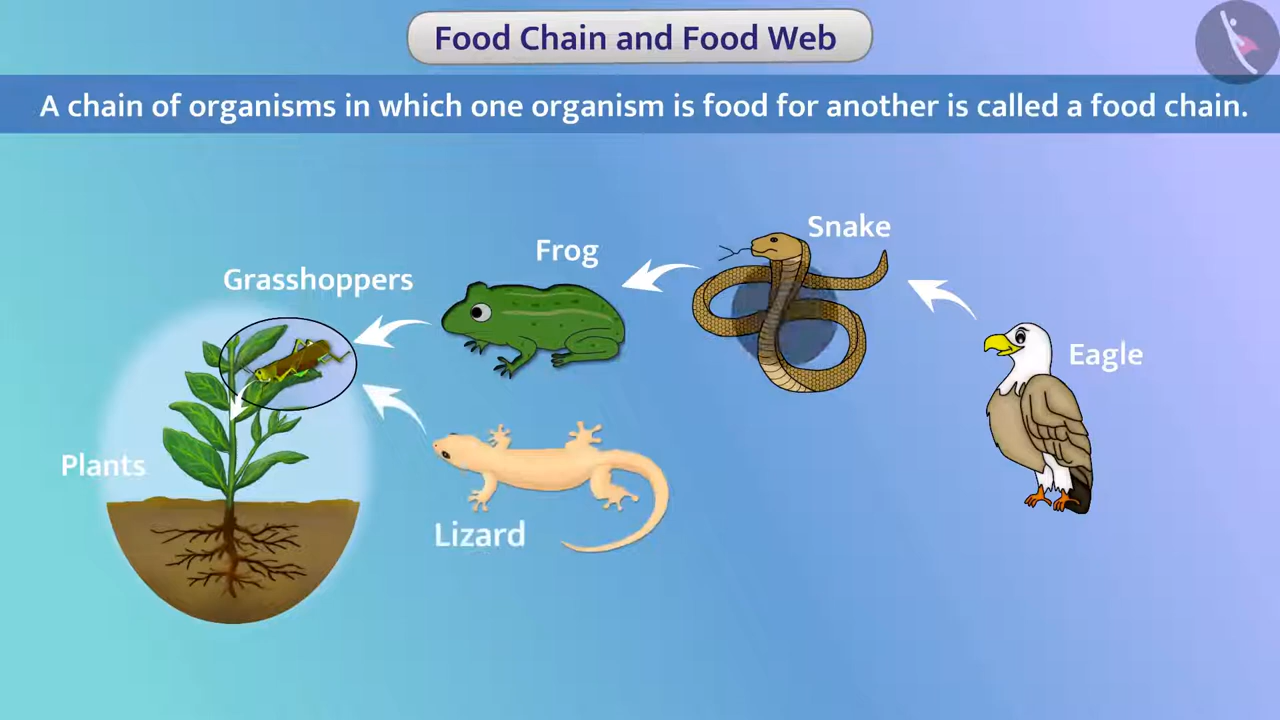 Food Chain and Food Web
A chain of organisms in which one organism is food for another is called a food chain.
Snake
Frog
Grasshoppers
Eagle
Plants
Lizard